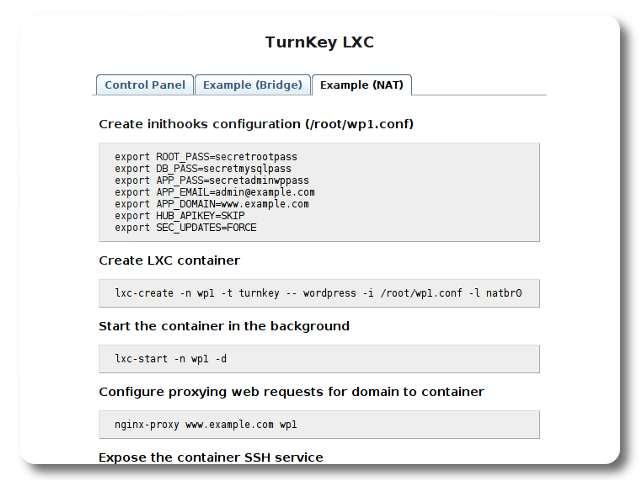 TurnKey LXC
Control Panel
Example (Bridge)
Example (NAT)
Create inithooks configuration (/root/wp1.conf)
export ROOT_PASS=secretrootpass
export DB_PASS=secretmysqlpass
export APP_PASS=secretadminwppass
export APP_EMAIL=admin@example.com
export APP_DOMAIN=www.example.com
export HUB_APIKEY=SKIP
export SEC_UPDATES=FORCE
Create LXC container
lxc-create -n wp1 -t turnkey -- wordpress -i /root/wp1.conf -l natbr0
Start the container in the background
lxc-start -n wp1 -d
Configure proxying web requests for domain to container
nginx-proxy www.example.com wp1
Expose the container SSH service